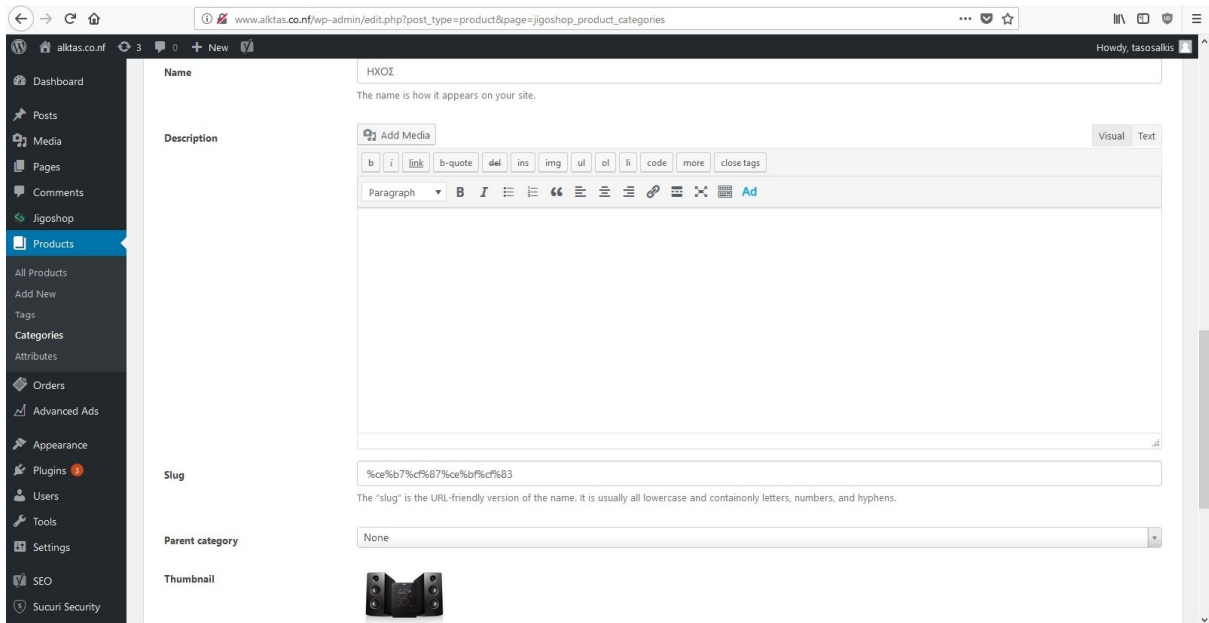 www.alktas.co.nf/wp-admin/edit.php?post_type=product&page=jigoshop_product_categories
alktas.co.nf 3 0 + New Howdy, tasosalkis
Dashboard
Posts
Media
Pages
Comments
Jigoshop
Products
All Products
Add New
Tags
Categories
Attributes
Orders
Advanced Ads
Appearance
Plugins 3
Users
Tools
Settings
SEO
Sucuri Security
Name
ΗΧΟΣ
The name is how it appears on your site.
Description
Add Media Visual Text
b i link b-quote del ins img ul ol li code more close tags
Paragraph B I Ad
Slug
%ce%b7%cf%87%ce%bf%cf%83
The "slug" is the URL-friendly version of the name. It is usually all lowercase and containonly letters, numbers, and hyphens.
Parent category
None
Thumbnail